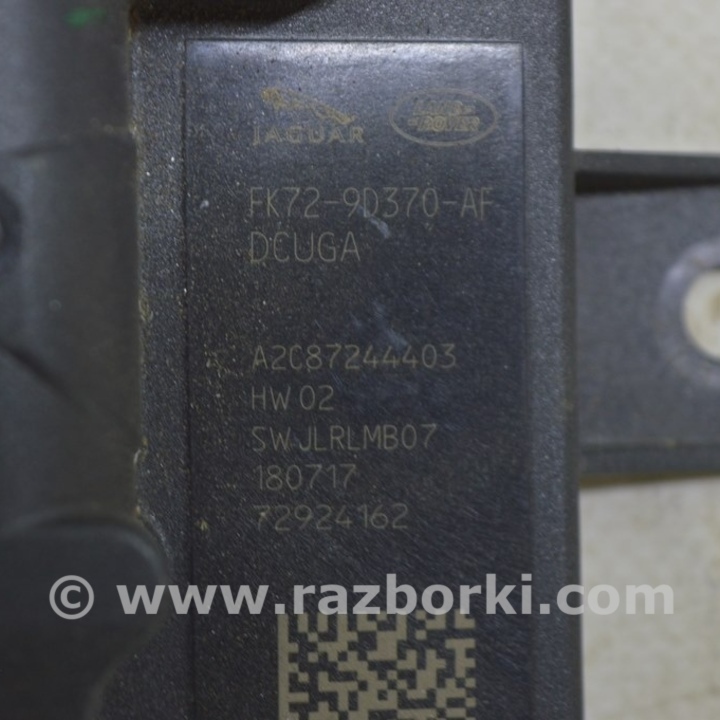 JAGUAR
LAND ROVER
FK72-9D370-AF
DCUGA
A2C87244403
HW 02
SWJLRLMB07
180717
72924162
© www.razborki.com